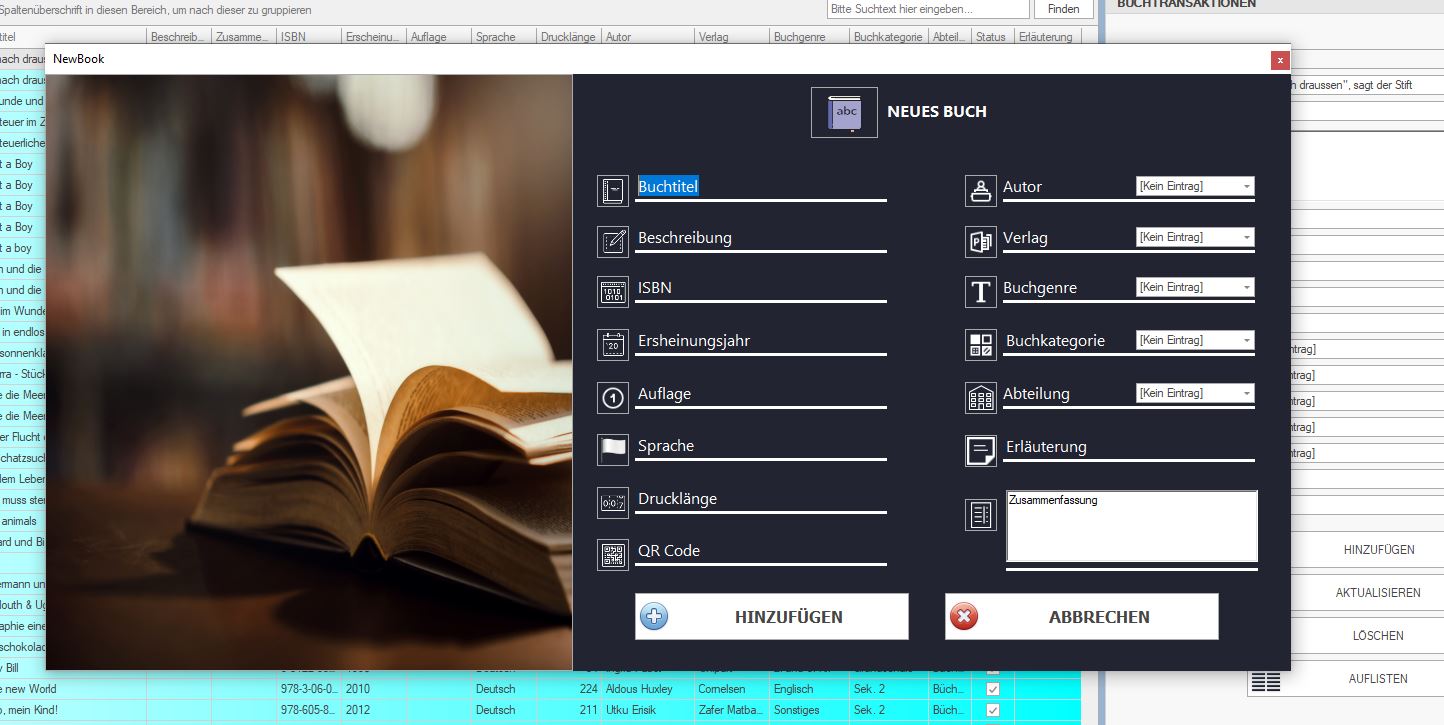 Spaltenüberschrift in diesen Bereich, um nach dieser zu gruppieren
Bitte Suchtext hier eingeben...
Finden
BUCHTRANSAKTIONEN
titel Beschreib... Zusamme... ISBN Erscheinu... Auflage Sprache Drucklänge Autor Verlag Buchgenre Buchkategorie Abteil... Status Erläuterung
NewBook
x
abc
NEUES BUCH
Buchtitel
Beschreibung
ISBN
Ersheinungsjahr
Auflage
Sprache
Drucklänge
QR Code
Autor [Kein Eintrag]
Verlag [Kein Eintrag]
Buchgenre [Kein Eintrag]
Buchkategorie [Kein Eintrag]
Abteilung [Kein Eintrag]
Erläuterung
Zusammenfassung
HINZUFÜGEN
ABBRECHEN
nach draus
nach draus
unde und
teuer im Z
teuerliche
t a Boy
t a Boy
t a Boy
t a Boy
t a boy
n und die
n und die
im Wunde
in endlos
sonnenkla
rra - Stück
e die Meer
e die Meer
er Flucht
schatzsuc
dem Leber
muss ster
animals
ard und Bi
ermann un
Mouth & Ug
aphie eine
schokolad
y Bill
e new World 978-3-06-0... 2010 Deutsch 224 Aldous Huxley Cornelsen Englisch Sek. 2 Büch...
o, mein Kind! 978-605-8... 2012 Deutsch 211 Utku Erisik Zafer Matba... Sonstiges Sek. 2 Büch...
h draussen", sagt der Stift
ntrag]
ntrag]
ntrag]
ntrag]
ntrag]
HINZUFÜGEN
AKTUALISIEREN
LÖSCHEN
AUFLISTEN